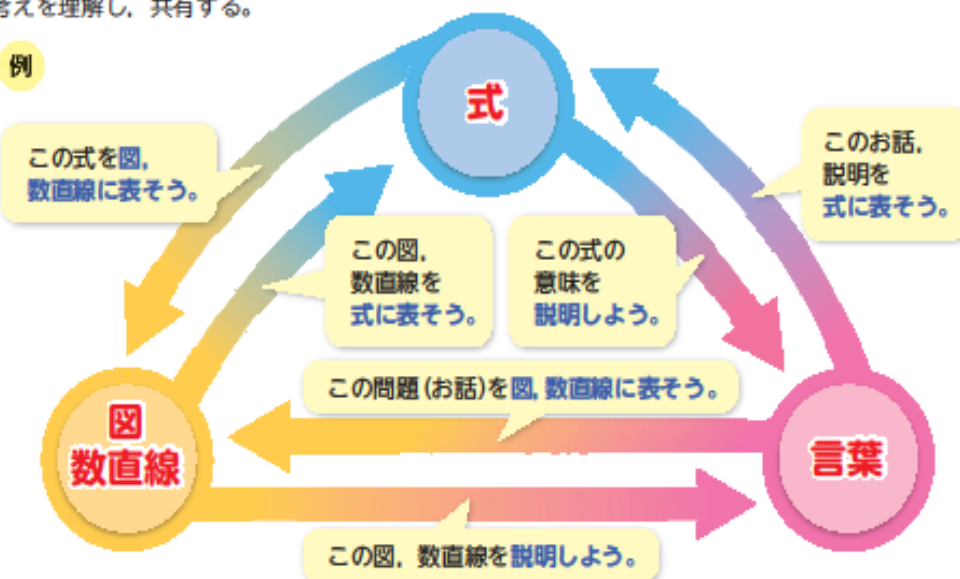 答えを理解し，共有する。
例
式
この式を図，
数直線に表そう。
このお話，
説明を
式に表そう。
この図，
数直線を
式に表そう。
この式の
意味を
説明しよう。
この問題(お話)を図，数直線に表そう。
図
数直線
言葉
この図，数直線を説明しよう。